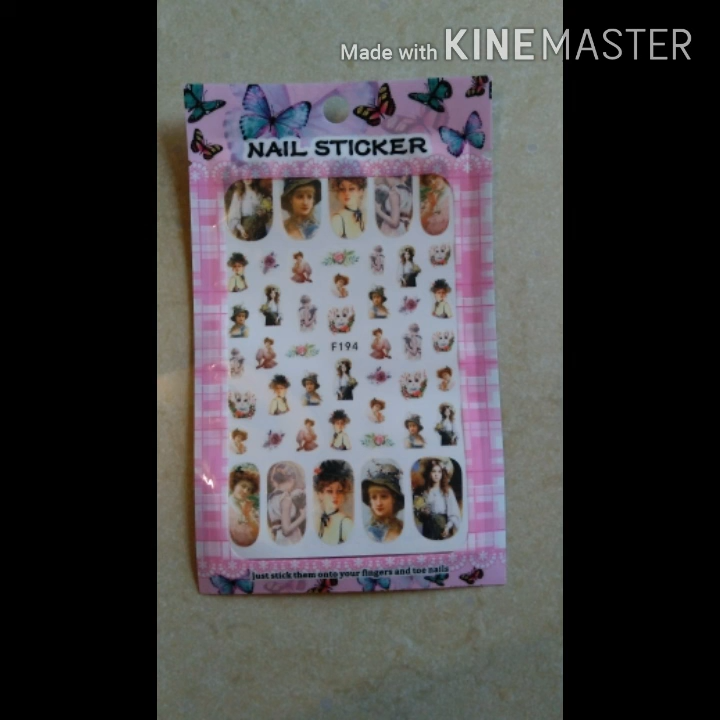 Made with KINEMASTER
NAIL STICKER
F194
just stick them onto your fingers and toe nails